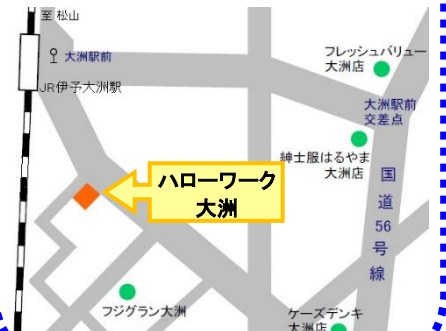 至 松山
大洲駅前
JR伊予大洲駅
フレッシュバリュー
大洲店
大洲駅前
交差点
紳士服はるやま
大洲店
ハローワーク
大洲
国道56号線
フジグラン大洲
ケーズデンキ
大洲店